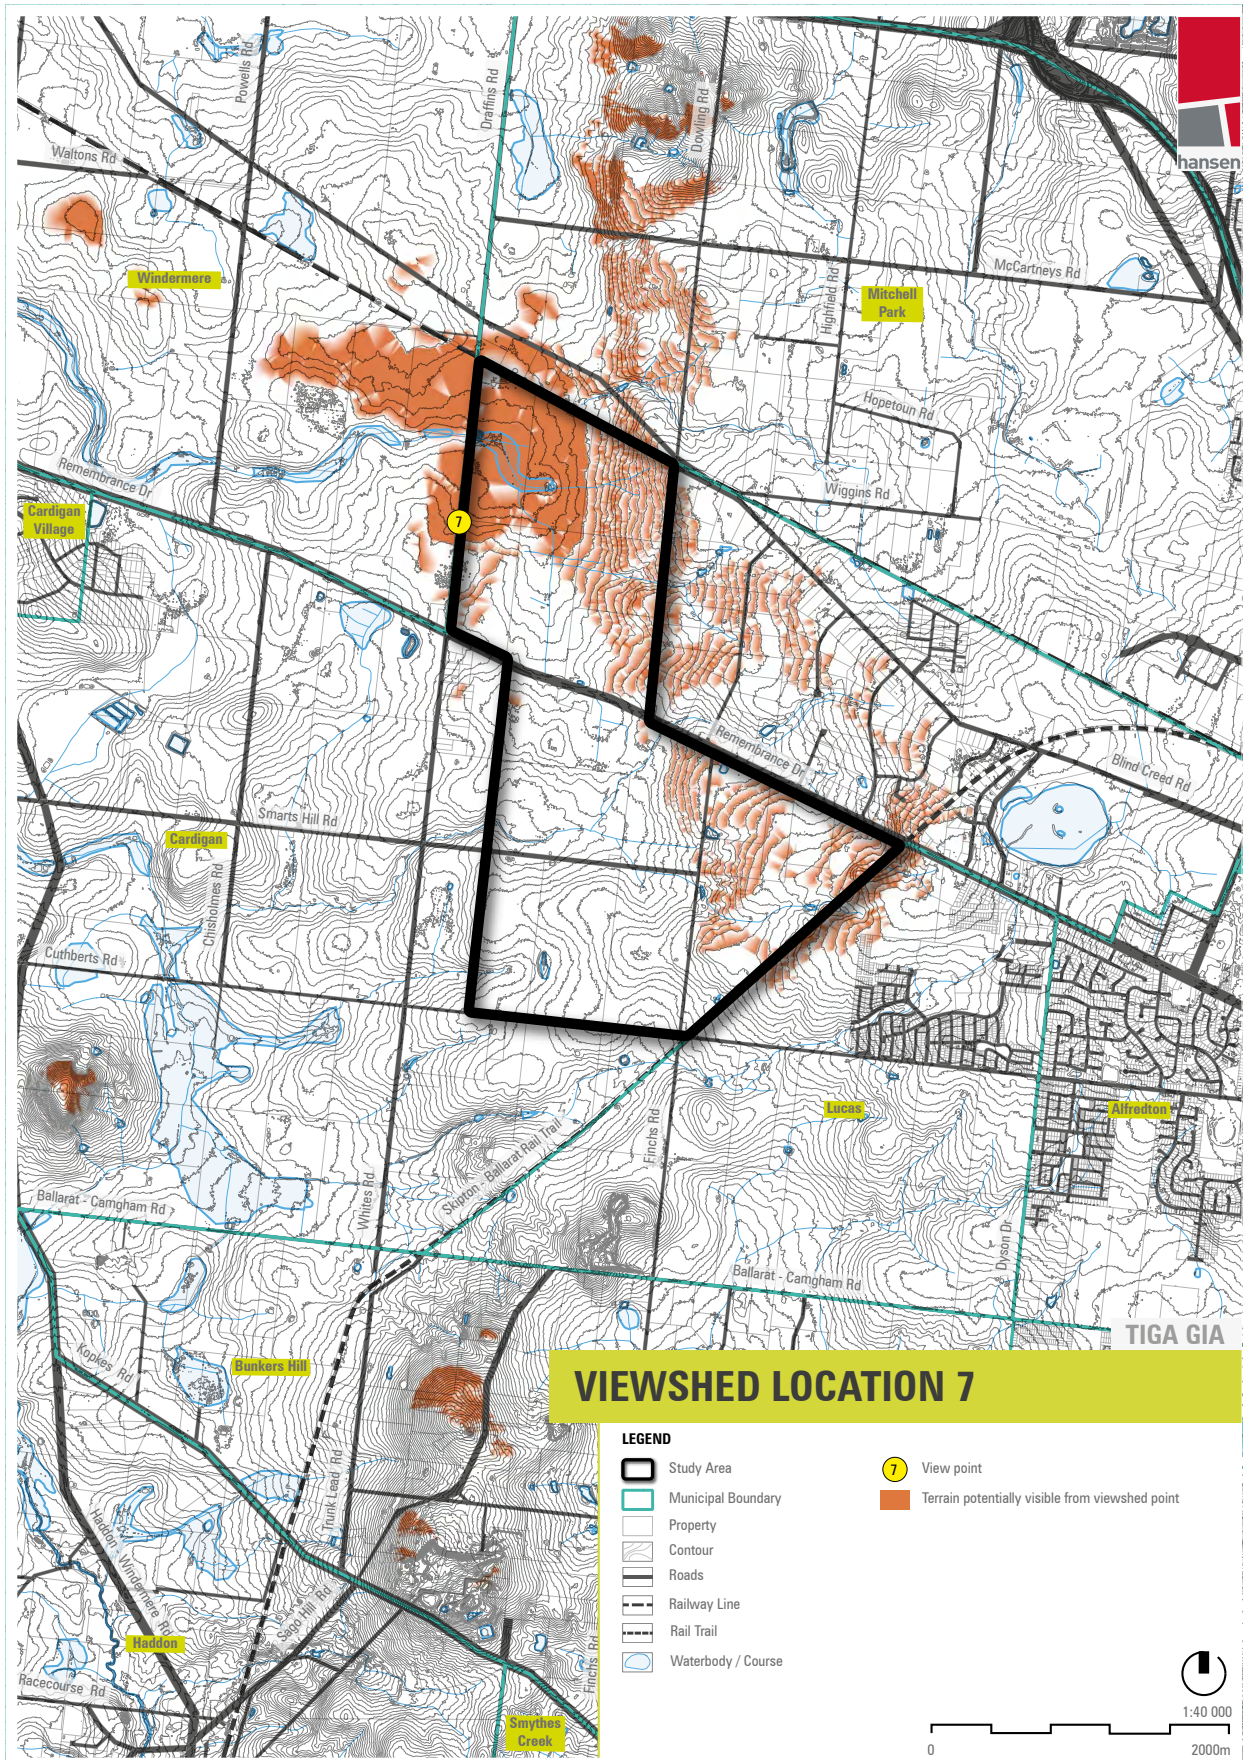 Powells Rd
Draffins Rd
Dowling Rd
hansen
Waltons Rd
Windermere
McCartneys Rd
Highfield Rd
Mitchell
Park
Hopetoun Rd
Remembrance Dr
Wiggins Rd
Cardigan
Village
7
Remembrance Dr
Blind Creed Rd
Smarts Hill Rd
Cardigan
Chisholmes Rd
Cuthberts Rd
Lucas
Alfredton
Finchs Rd
Skipton - Ballarat Rail Trail
Whites Rd
Ballarat - Camgham Rd
Dyson Dr
Ballarat - Camgham Rd
TIGA GIA
Kopkes Rd
Bunkers Hill
VIEWSHED LOCATION 7
LEGEND
Study Area
7
View point
Municipal Boundary
Terrain potentially visible from viewshed point
Property
Contour
Roads
Railway Line
Rail Trail
Waterbody / Course
Trunk Lead Rd
Haddon Windermere Rd
Sago Hill Rd
Haddon
Finchs Rd
Racecourse Rd
Smythes
Creek
1:40 000
0
2000m